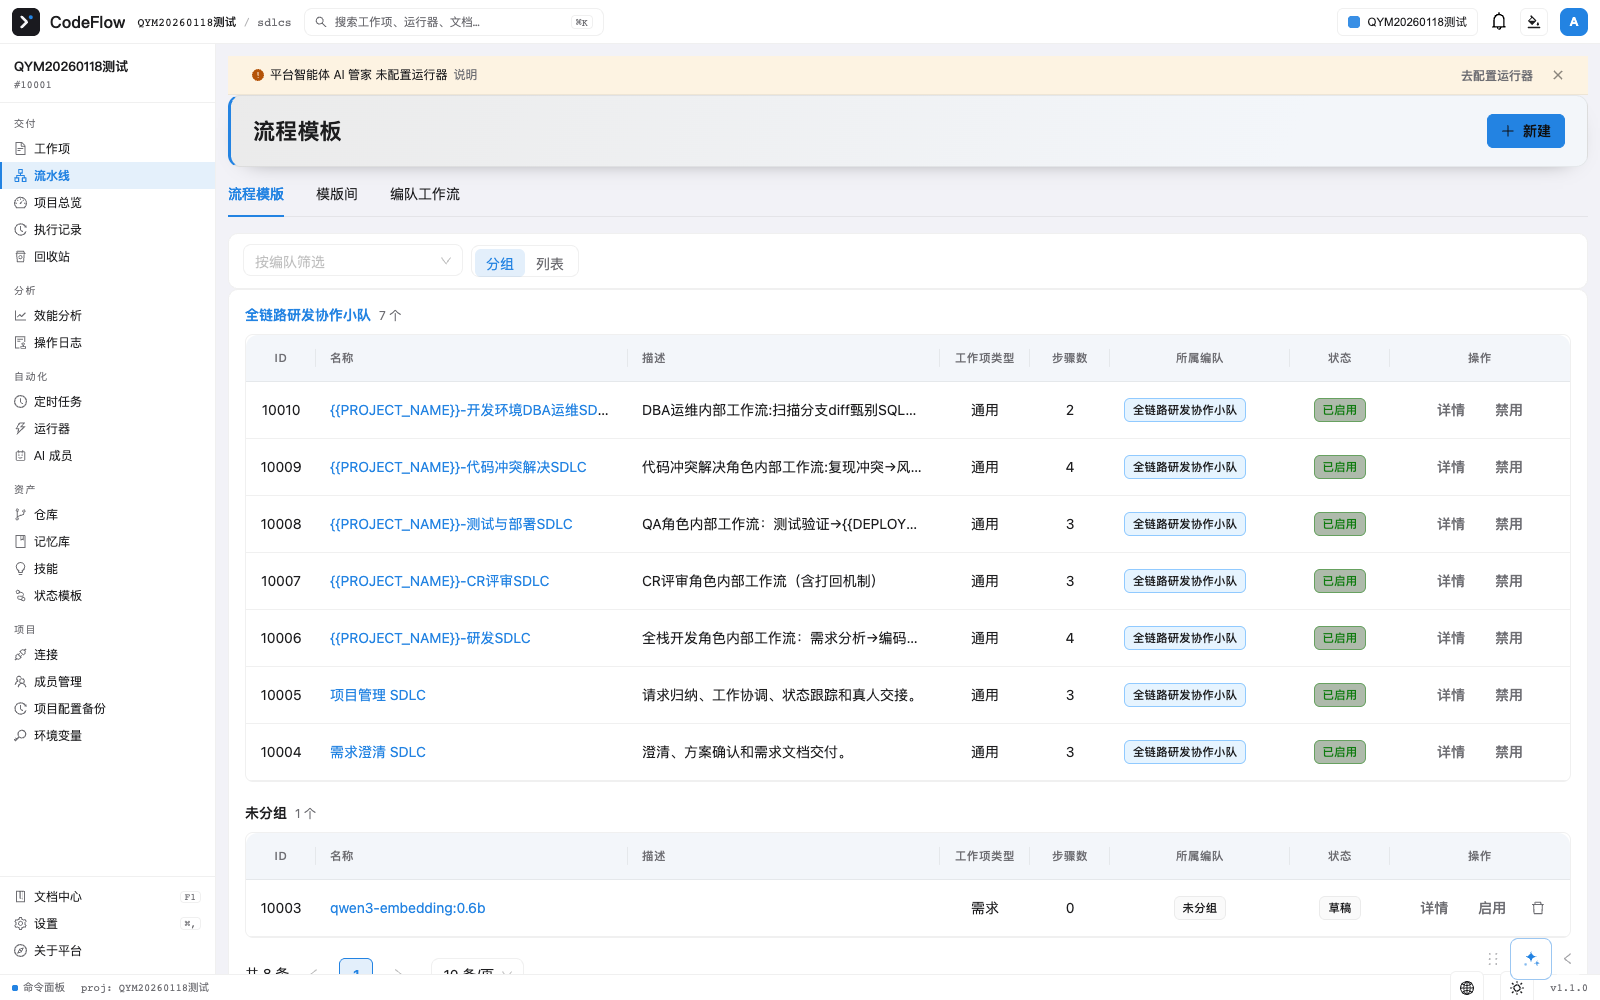 CodeFlow
QYM20260118测试 / sdlcs
搜索工作项、运行器、文档... ⌘K
QYM20260118测试
A
QYM20260118测试
#10001
交付
工作项
流水线
项目总览
执行记录
回收站
分析
效能分析
操作日志
自动化
定时任务
运行器
AI 成员
资产
仓库
记忆库
技能
状态模板
项目
连接
成员管理
项目配置备份
环境变量
文档中心 F1
设置 ⌘,
关于平台
平台智能体 AI 管家 未配置运行器 说明
去配置运行器
流程模板
新建
流程模版 模版间 编队工作流
按编队筛选 分组 列表
全链路研发协作小队 7 个
ID 名称 描述 工作项类型 步骤数 所属编队 状态 操作
10010 {{PROJECT_NAME}}-开发环境DBA运维SD... DBA运维内部工作流:扫描分支diff甄别SQL... 通用 2 全链路研发协作小队 已启用 详情 禁用
10009 {{PROJECT_NAME}}-代码冲突解决SDLC 代码冲突解决角色内部工作流:复现冲突→风... 通用 4 全链路研发协作小队 已启用 详情 禁用
10008 {{PROJECT_NAME}}-测试与部署SDLC QA角色内部工作流：测试验证→{{DEPLOY... 通用 3 全链路研发协作小队 已启用 详情 禁用
10007 {{PROJECT_NAME}}-CR评审SDLC CR评审角色内部工作流（含打回机制） 通用 3 全链路研发协作小队 已启用 详情 禁用
10006 {{PROJECT_NAME}}-研发SDLC 全栈开发角色内部工作流：需求分析→编码... 通用 4 全链路研发协作小队 已启用 详情 禁用
10005 项目管理 SDLC 请求归纳、工作协调、状态跟踪和真人交接。 通用 3 全链路研发协作小队 已启用 详情 禁用
10004 需求澄清 SDLC 澄清、方案确认和需求文档交付。 通用 3 全链路研发协作小队 已启用 详情 禁用
未分组 1 个
ID 名称 描述 工作项类型 步骤数 所属编队 状态 操作
10003 qwen3-embedding:0.6b 需求 0 未分组 草稿 详情 启用
共 8 条 1 10 条/页
命令面板 proj: QYM20260118测试
v1.1.0